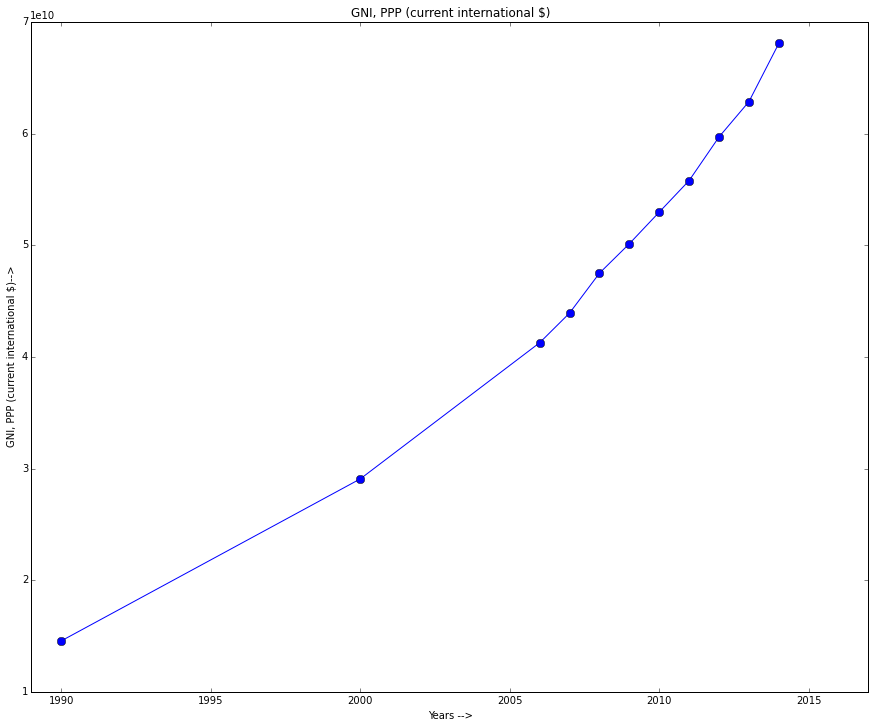 GNI, PPP (current international $)
1e10
7
6
5
4
3
2
1
GNI, PPP (current international $)-->
1990 1995 2000 2005 2010 2015
Years -->